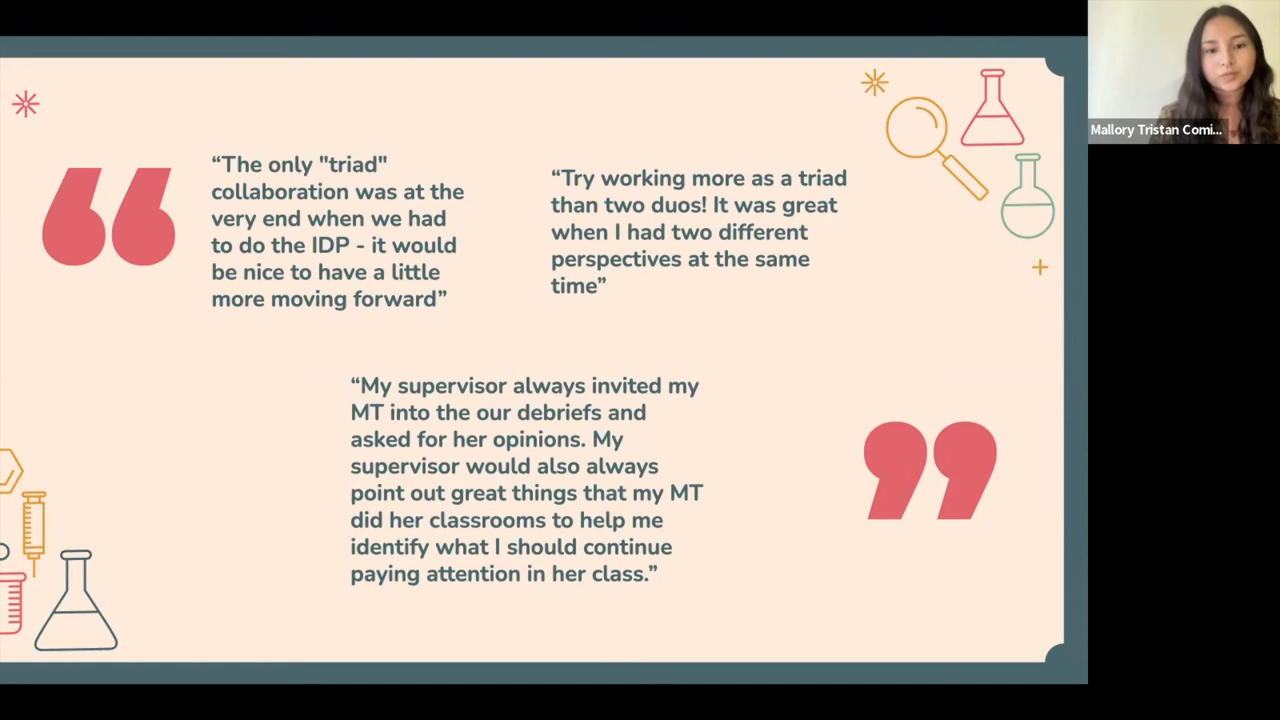 “The only "triad"
collaboration was at the
very end when we had
to do the IDP - it would
be nice to have a little
more moving forward”
“Try working more as a triad
than two duos! It was great
when I had two different
perspectives at the same
time”
“My supervisor always invited my
MT into the our debriefs and
asked for her opinions. My
supervisor would also always
point out great things that my MT
did her classrooms to help me
identify what I should continue
paying attention in her class.”
Mallory Tristan Comi...